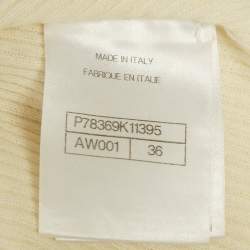 MADE IN ITALY
FABRIQUE EN ITALIE
P78369K11395
AW001 36